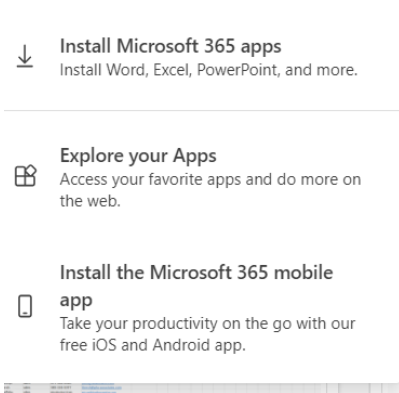 Install Microsoft 365 apps
Install Word, Excel, PowerPoint, and more.
Explore your Apps
Access your favorite apps and do more on
the web.
Install the Microsoft 365 mobile
app
Take your productivity on the go with our
free iOS and Android app.